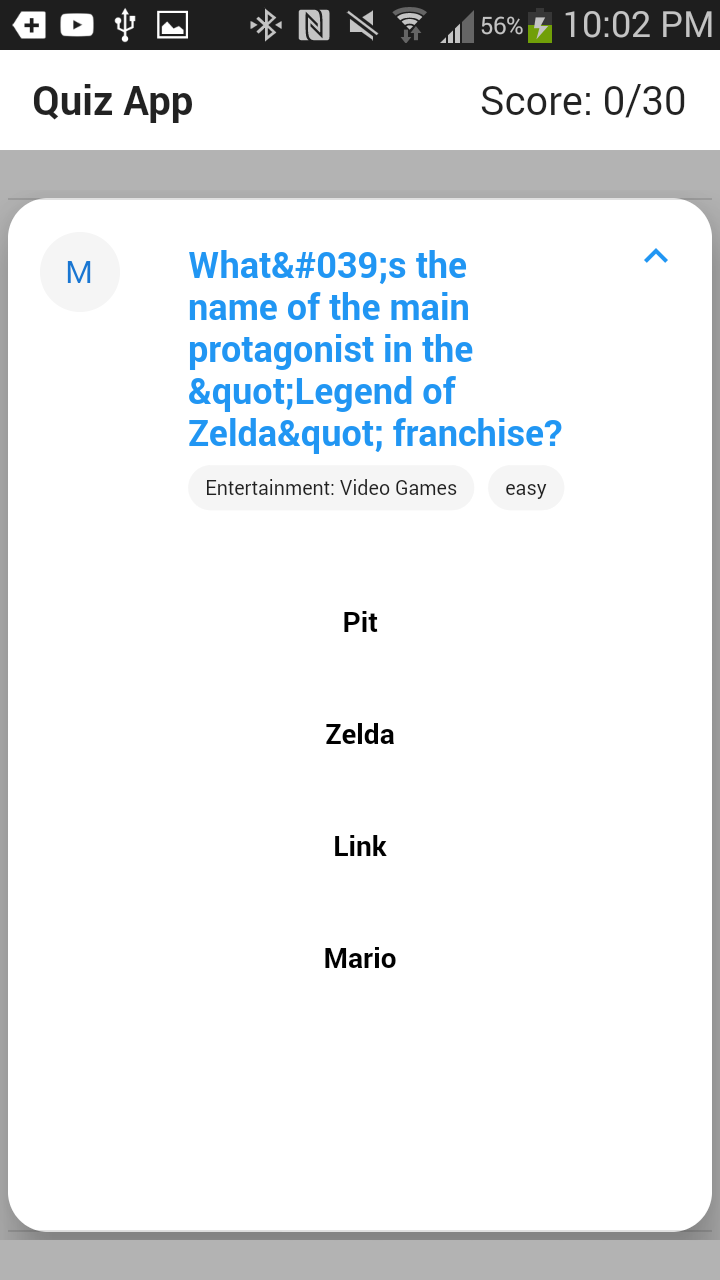 56% 10:02 PM
Quiz App Score: 0/30
M
What&#039;s the
name of the main
protagonist in the
&quot;Legend of
Zelda&quot; franchise?
Entertainment: Video Games easy
Pit
Zelda
Link
Mario